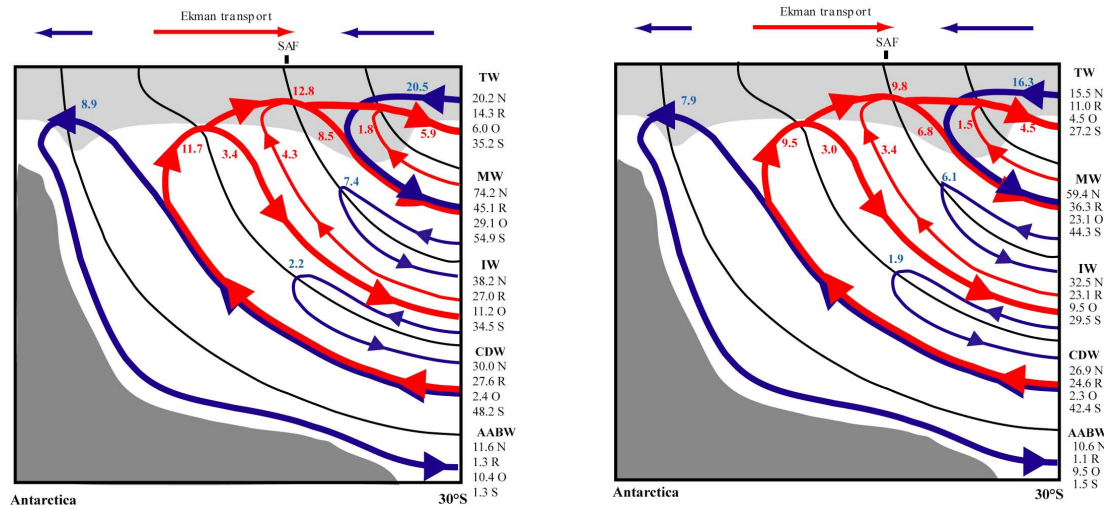 Ekman transport
SAF
TW
20.2 N
14.3 R
6.0 O
35.2 S
MW
74.2 N
45.1 R
29.1 O
54.9 S
IW
38.2 N
27.0 R
11.2 O
34.5 S
CDW
30.0 N
27.6 R
2.4 O
48.2 S
AABW
11.6 N
1.3 R
10.4 O
1.3 S
8.9
12.8
20.5
1.8
5.9
8.5
11.7
3.4
4.3
7.4
2.2
Antarctica
30°S
Ekman transport
SAF
TW
15.5 N
11.0 R
4.5 O
27.2 S
MW
59.4 N
36.3 R
23.1 O
44.3 S
IW
32.5 N
23.1 R
9.5 O
29.5 S
CDW
26.9 N
24.6 R
2.3 O
42.4 S
AABW
10.6 N
1.1 R
9.5 O
1.5 S
7.9
9.8
16.3
1.5
4.5
6.8
9.5
3.0
3.4
6.1
1.9
Antarctica
30°S